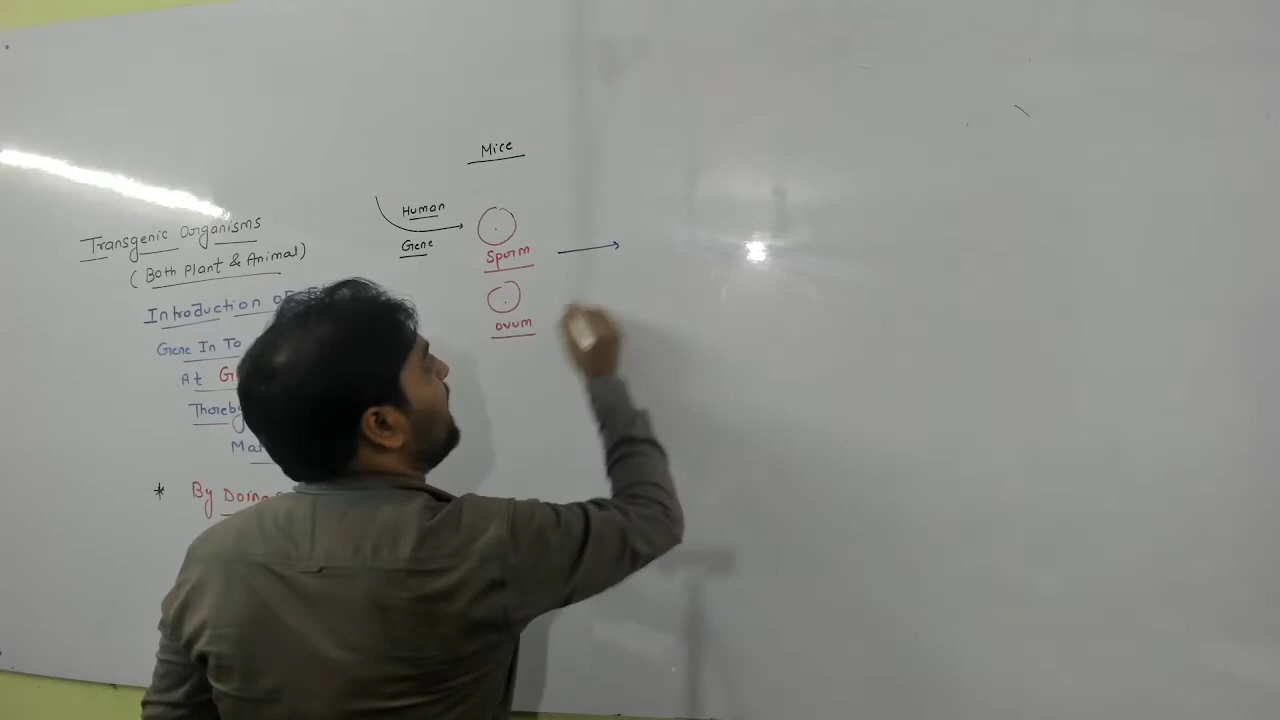 Transgenic Organisms
(Both Plant & Animal)
Introduction of
Gene In To
At
Thereby
* By Doing
Mice
Human
Gene
Sperm
ovum